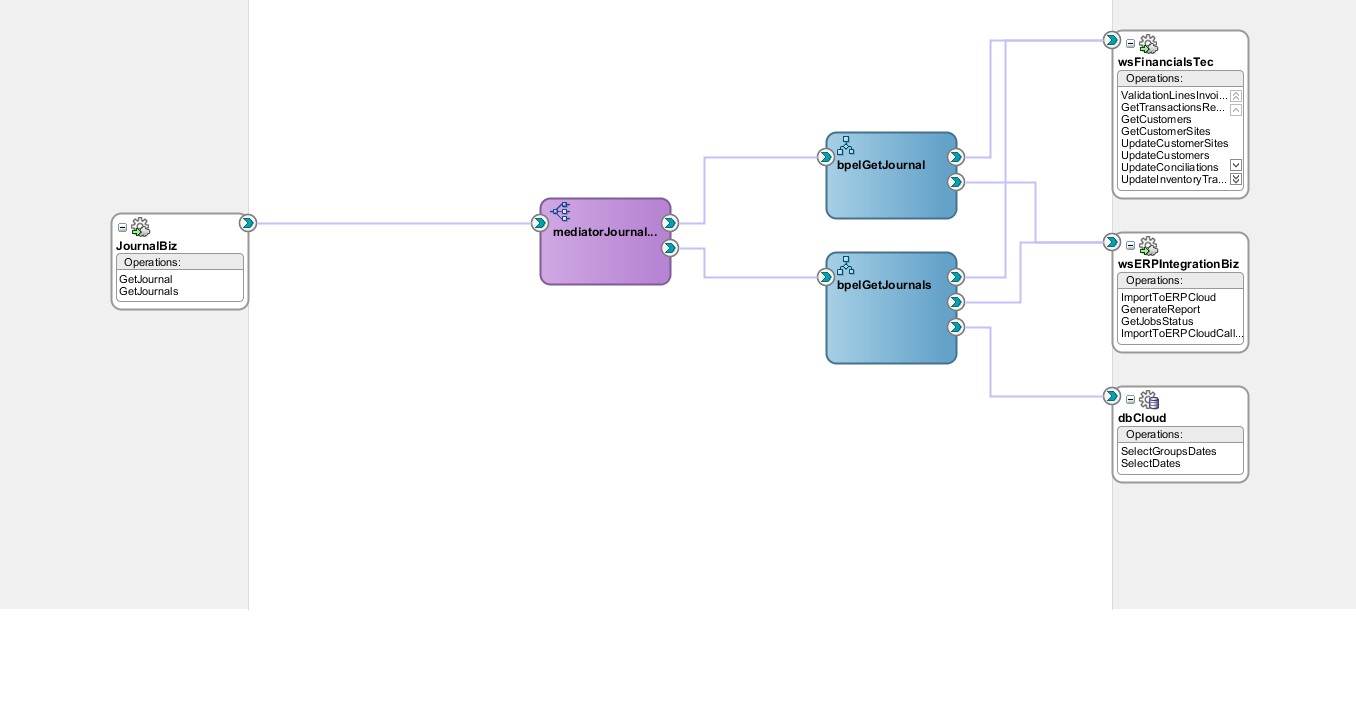 JournalBiz
Operations:
GetJournal
GetJournals
mediatorJournal...
bpelGetJournal
bpelGetJournals
wsFinancialsTec
Operations:
ValidationLinesInvoi...
GetTransactionsRe...
GetCustomers
GetCustomerSites
UpdateCustomerSites
UpdateCustomers
UpdateConciliations
UpdateInventoryTra...
wsERPIntegrationBiz
Operations:
ImportToERPCloud
GenerateReport
GetJobsStatus
ImportToERPCloudCall...
dbCloud
Operations:
SelectGroupsDates
SelectDates